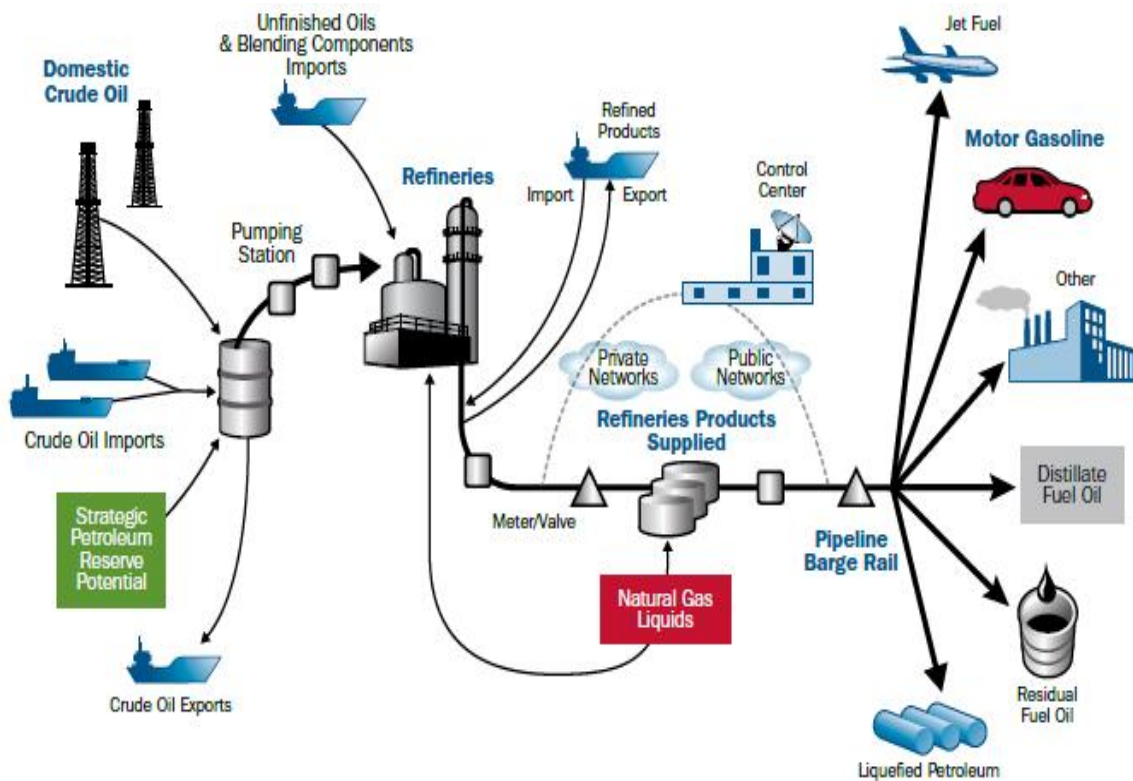 Unfinished Oils
& Blending Components
Imports
Domestic
Crude Oil
Jet Fuel
Refined
Products
Motor Gasoline
Refineries
Import
Export
Control
Center
Pumping
Station
Other
Private
Networks
Public
Networks
Refineries Products
Supplied
Crude Oil Imports
Distillate
Fuel Oil
Strategic
Petroleum
Reserve
Potential
Meter/Valve
Pipeline
Barge Rail
Natural Gas
Liquids
Crude Oil Exports
Residual
Fuel Oil
Liquefied Petroleum